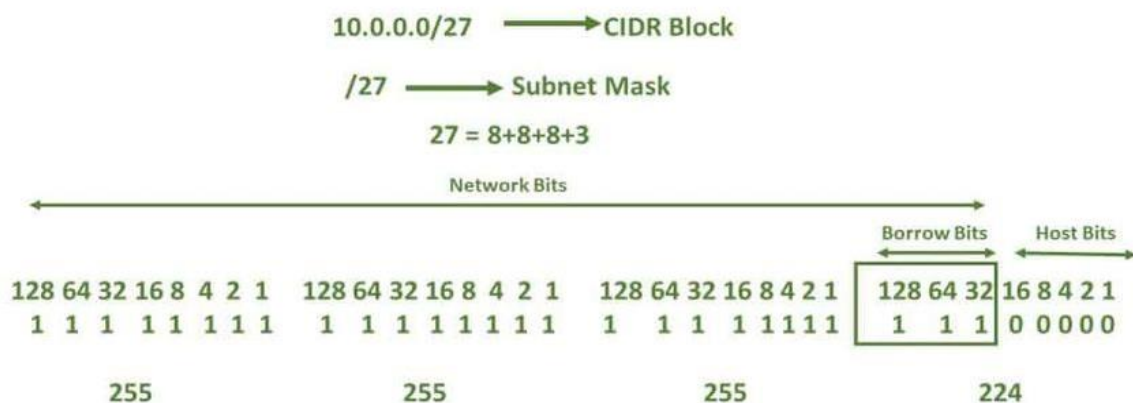 10.0.0.0/27 CIDR Block
/27 Subnet Mask
27 = 8+8+8+3
Network Bits
Borrow Bits Host Bits
128 64 32 16 8 4 2 1 128 64 32 16 8 4 2 1 128 64 32 16 8 4 2 1 128 64 32 16 8 4 2 1
1 1 1 1 1 1 1 1 1 1 1 1 1 1 1 1 1 1 1 1 1 1 1 1 1 1 1 0 0 0 0 0
255 255 255 224